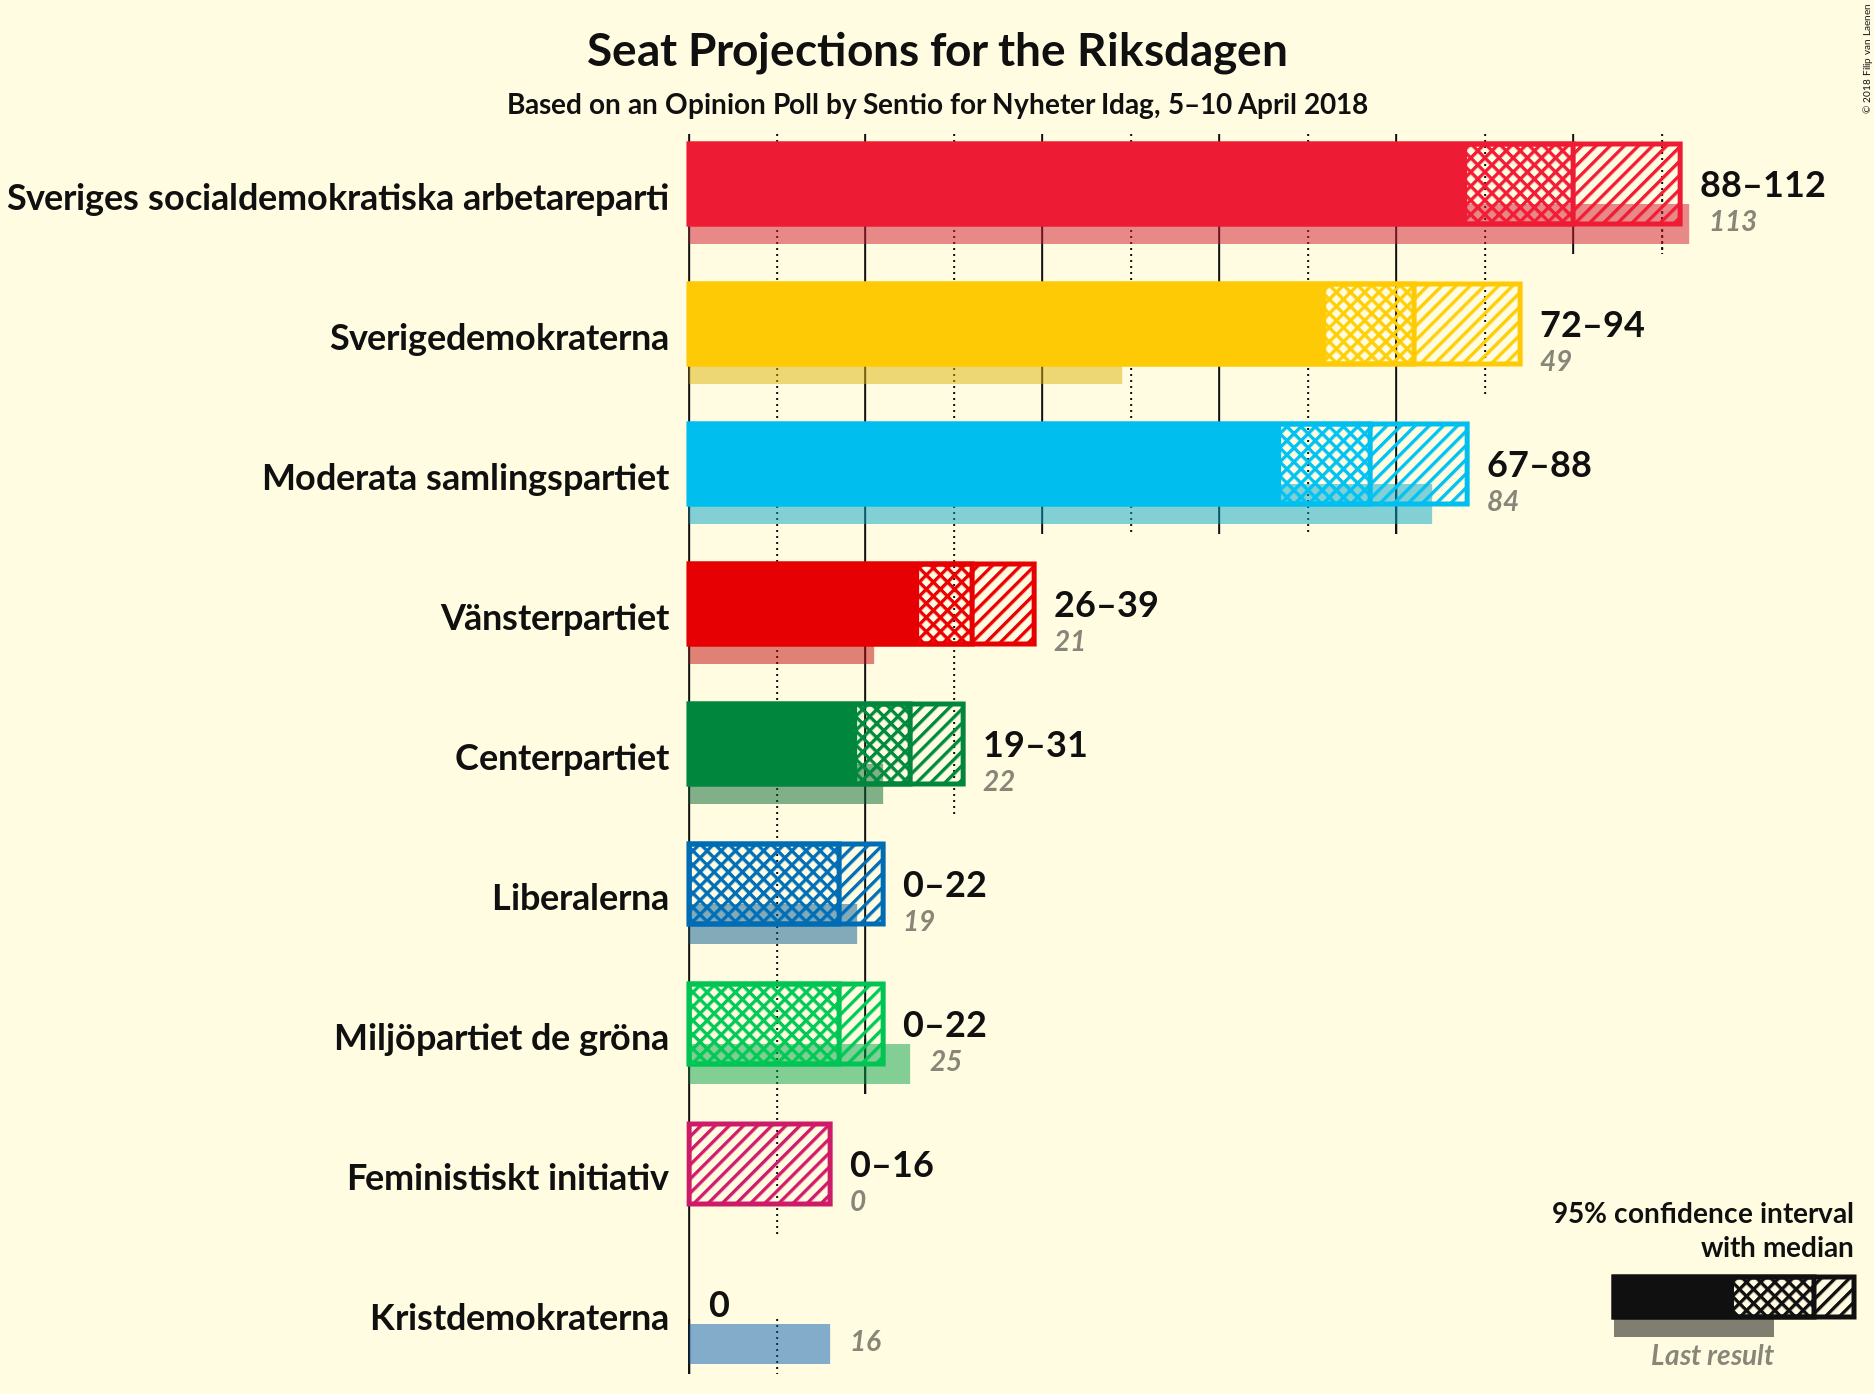 Seat Projections for the Riksdagen
Based on an Opinion Poll by Sentio for Nyheter Idag, 5–10 April 2018
© 2018 Filip van Laenen
Sveriges socialdemokratiska arbetareparti
88–112
113
Sverigedemokraterna
72–94
49
Moderata samlingspartiet
67–88
84
Vänsterpartiet
26–39
21
Centerpartiet
19–31
22
Liberalerna
0–22
19
Miljöpartiet de gröna
0–22
25
Feministiskt initiativ
0–16
0
Kristdemokraterna
0
16
95% confidence interval
with median
Last result